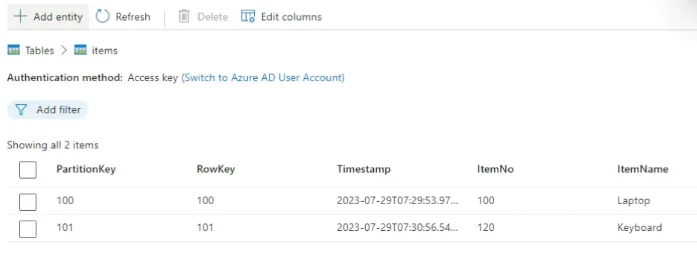 Add entity Refresh Delete Edit columns
Tables > items
Authentication method: Access key (Switch to Azure AD User Account)
Add filter
Showing all 2 items
PartitionKey RowKey Timestamp ItemNo ItemName
100 100 2023-07-29T07:29:53.97... 100 Laptop
101 101 2023-07-29T07:30:56.54... 120 Keyboard